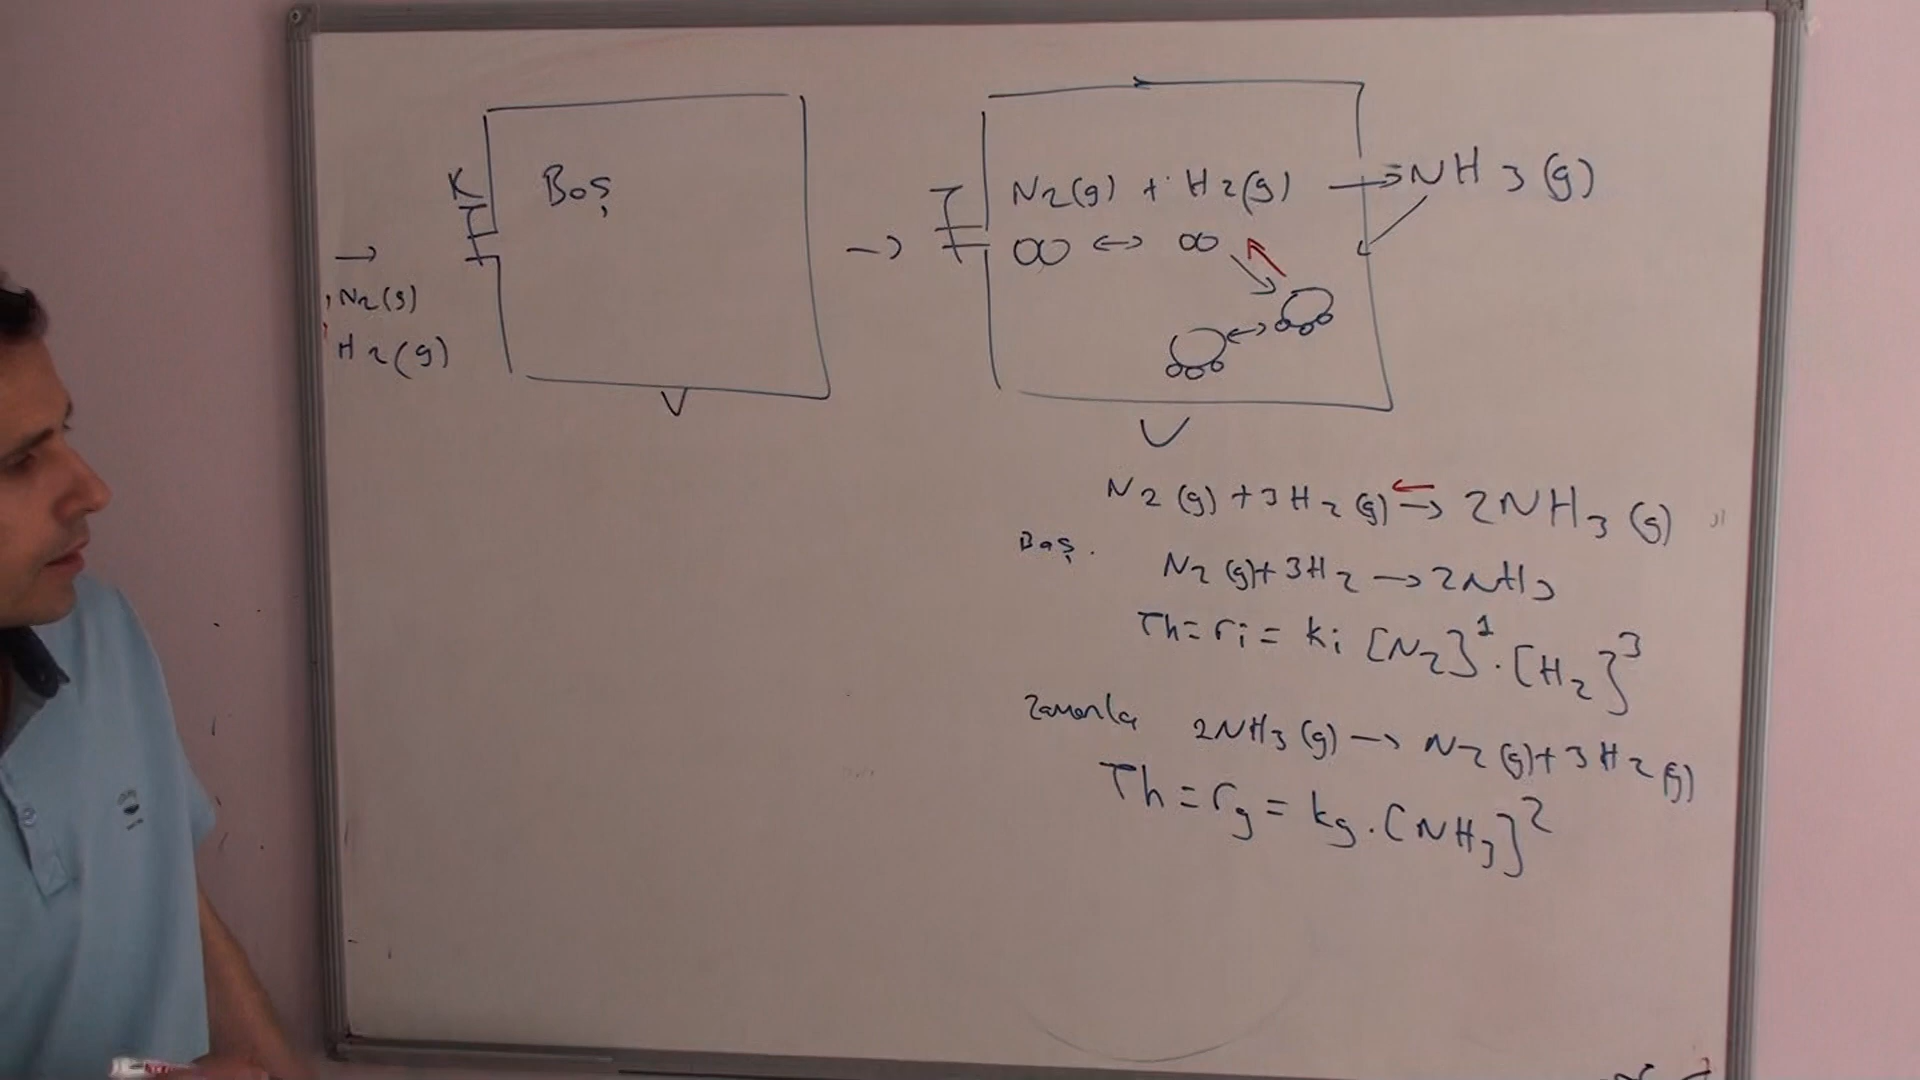 K
Boş
→
N2(g)
H2(g)
V
→
N2(g) + H2(g) → NH3(g)
V
N2(g) + 3H2(g) ⇄ 2NH3(g)
Baş.
N2(g) + 3H2 → 2NH3
Th = ri = ki [N2]^1 . [H2]^3
Zamanla 2NH3(g) → N2(g) + 3H2(g)
Th = rg = kg . [NH3]^2